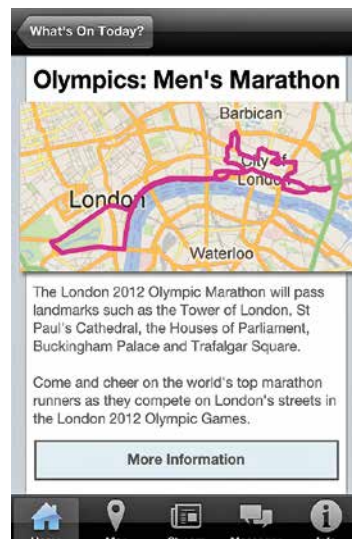 What's On Today?
Olympics: Men's Marathon
Barbican
City of
London
London
Waterloo
The London 2012 Olympic Marathon will pass
landmarks such as the Tower of London, St
Paul's Cathedral, the Houses of Parliament,
Buckingham Palace and Trafalgar Square.
Come and cheer on the world's top marathon
runners as they compete on London's streets in
the London 2012 Olympic Games.
More Information